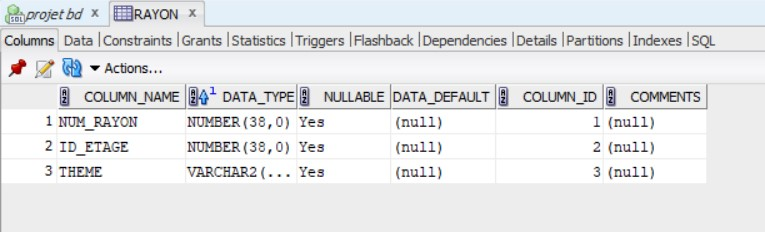 projet bd x RAYON x
Columns Data Constraints Grants Statistics Triggers Flashback Dependencies Details Partitions Indexes SQL
Actions...
COLUMN_NAME 1 DATA_TYPE NULLABLE DATA_DEFAULT COLUMN_ID COMMENTS
1 NUM_RAYON NUMBER(38,0) Yes (null) 1 (null)
2 ID_ETAGE NUMBER(38,0) Yes (null) 2 (null)
3 THEME VARCHAR2(... Yes (null) 3 (null)